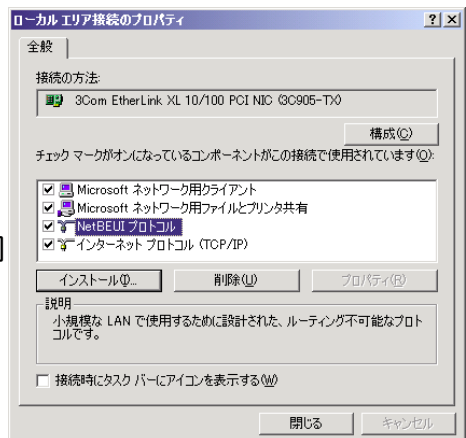 ローカル エリア接続のプロパティ
全般
接続の方法:
3Com EtherLink XL 10/100 PCI NIC (3C905-TX)
構成(C)
チェック マークがオンになっているコンポーネントがこの接続で使用されています(O):
Microsoft ネットワーク用クライアント
Microsoft ネットワーク用ファイルとプリンタ共有
NetBEUI プロトコル
インターネット プロトコル (TCP/IP)
インストール(I)... 削除(U) プロパティ(R)
説明
小規模な LAN で使用するために設計された、ルーティング不可能なプロト
コルです。
接続時にタスク バーにアイコンを表示する(W)
閉じる キャンセル